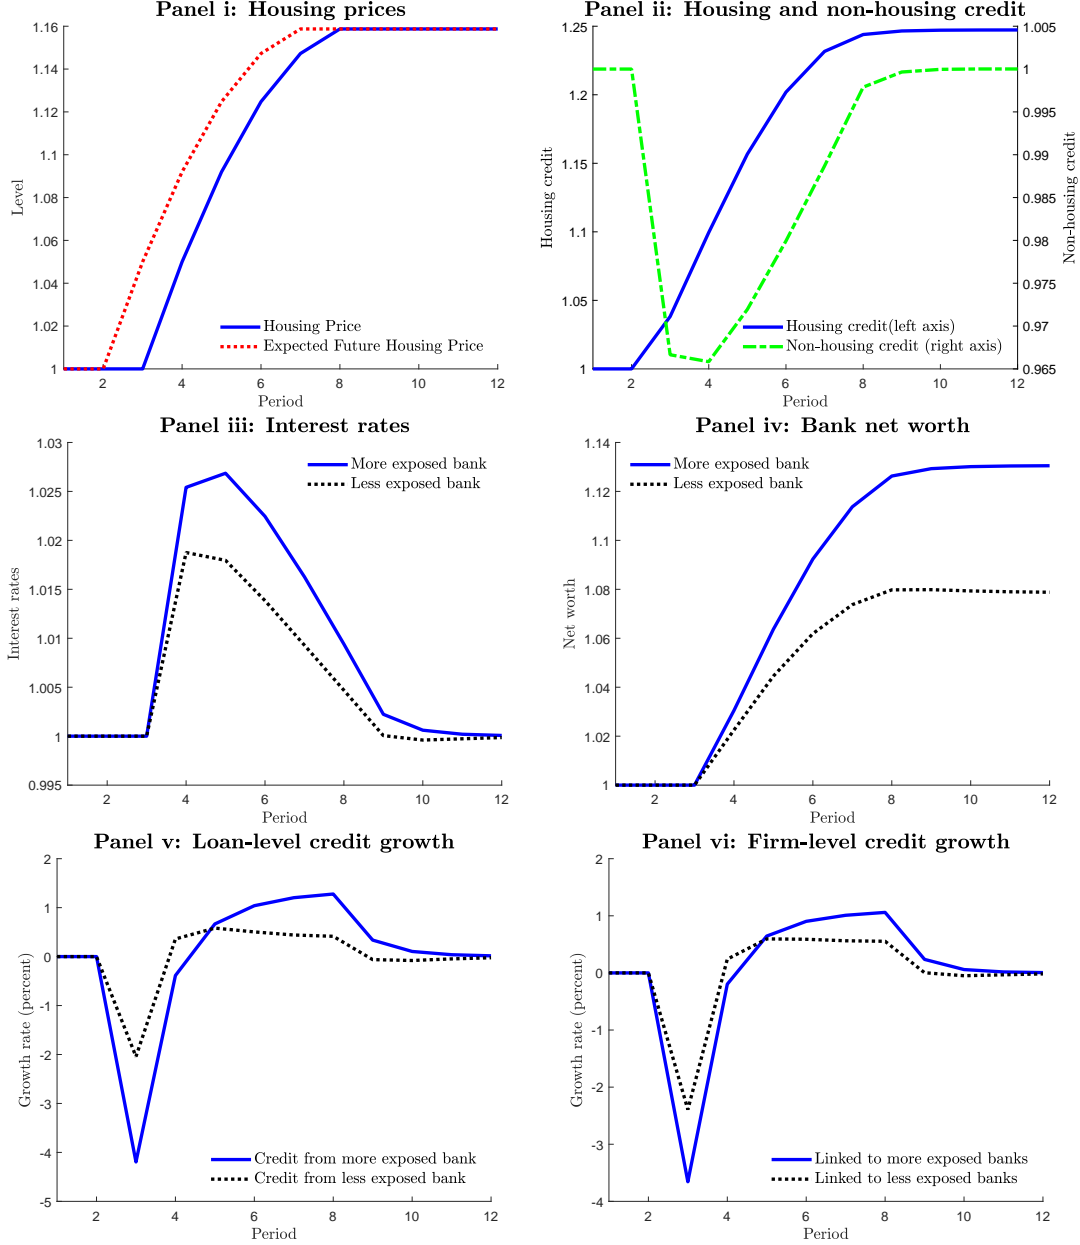 Panel i: Housing prices
1.16
1.14
1.12
1.1
1.08
1.06
1.04
1.02
1
Level
2 4 6 8 10 12
Period
Housing Price
Expected Future Housing Price
Panel ii: Housing and non-housing credit
1.25
1.2
1.15
1.1
1.05
1
Housing credit
1.005
1
0.995
0.99
0.985
0.98
0.975
0.97
0.965
Non-housing credit
2 4 6 8 10 12
Period
Housing credit(left axis)
Non-housing credit (right axis)
Panel iii: Interest rates
1.03
1.025
1.02
1.015
1.01
1.005
1
0.995
Interest rates
2 4 6 8 10 12
Period
More exposed bank
Less exposed bank
Panel iv: Bank net worth
1.14
1.12
1.1
1.08
1.06
1.04
1.02
1
Net worth
2 4 6 8 10 12
Period
More exposed bank
Less exposed bank
Panel v: Loan-level credit growth
2
1
0
-1
-2
-3
-4
-5
Growth rate (percent)
2 4 6 8 10 12
Period
Credit from more exposed bank
Credit from less exposed bank
Panel vi: Firm-level credit growth
2
1
0
-1
-2
-3
-4
Growth rate (percent)
2 4 6 8 10 12
Period
Linked to more exposed banks
Linked to less exposed banks